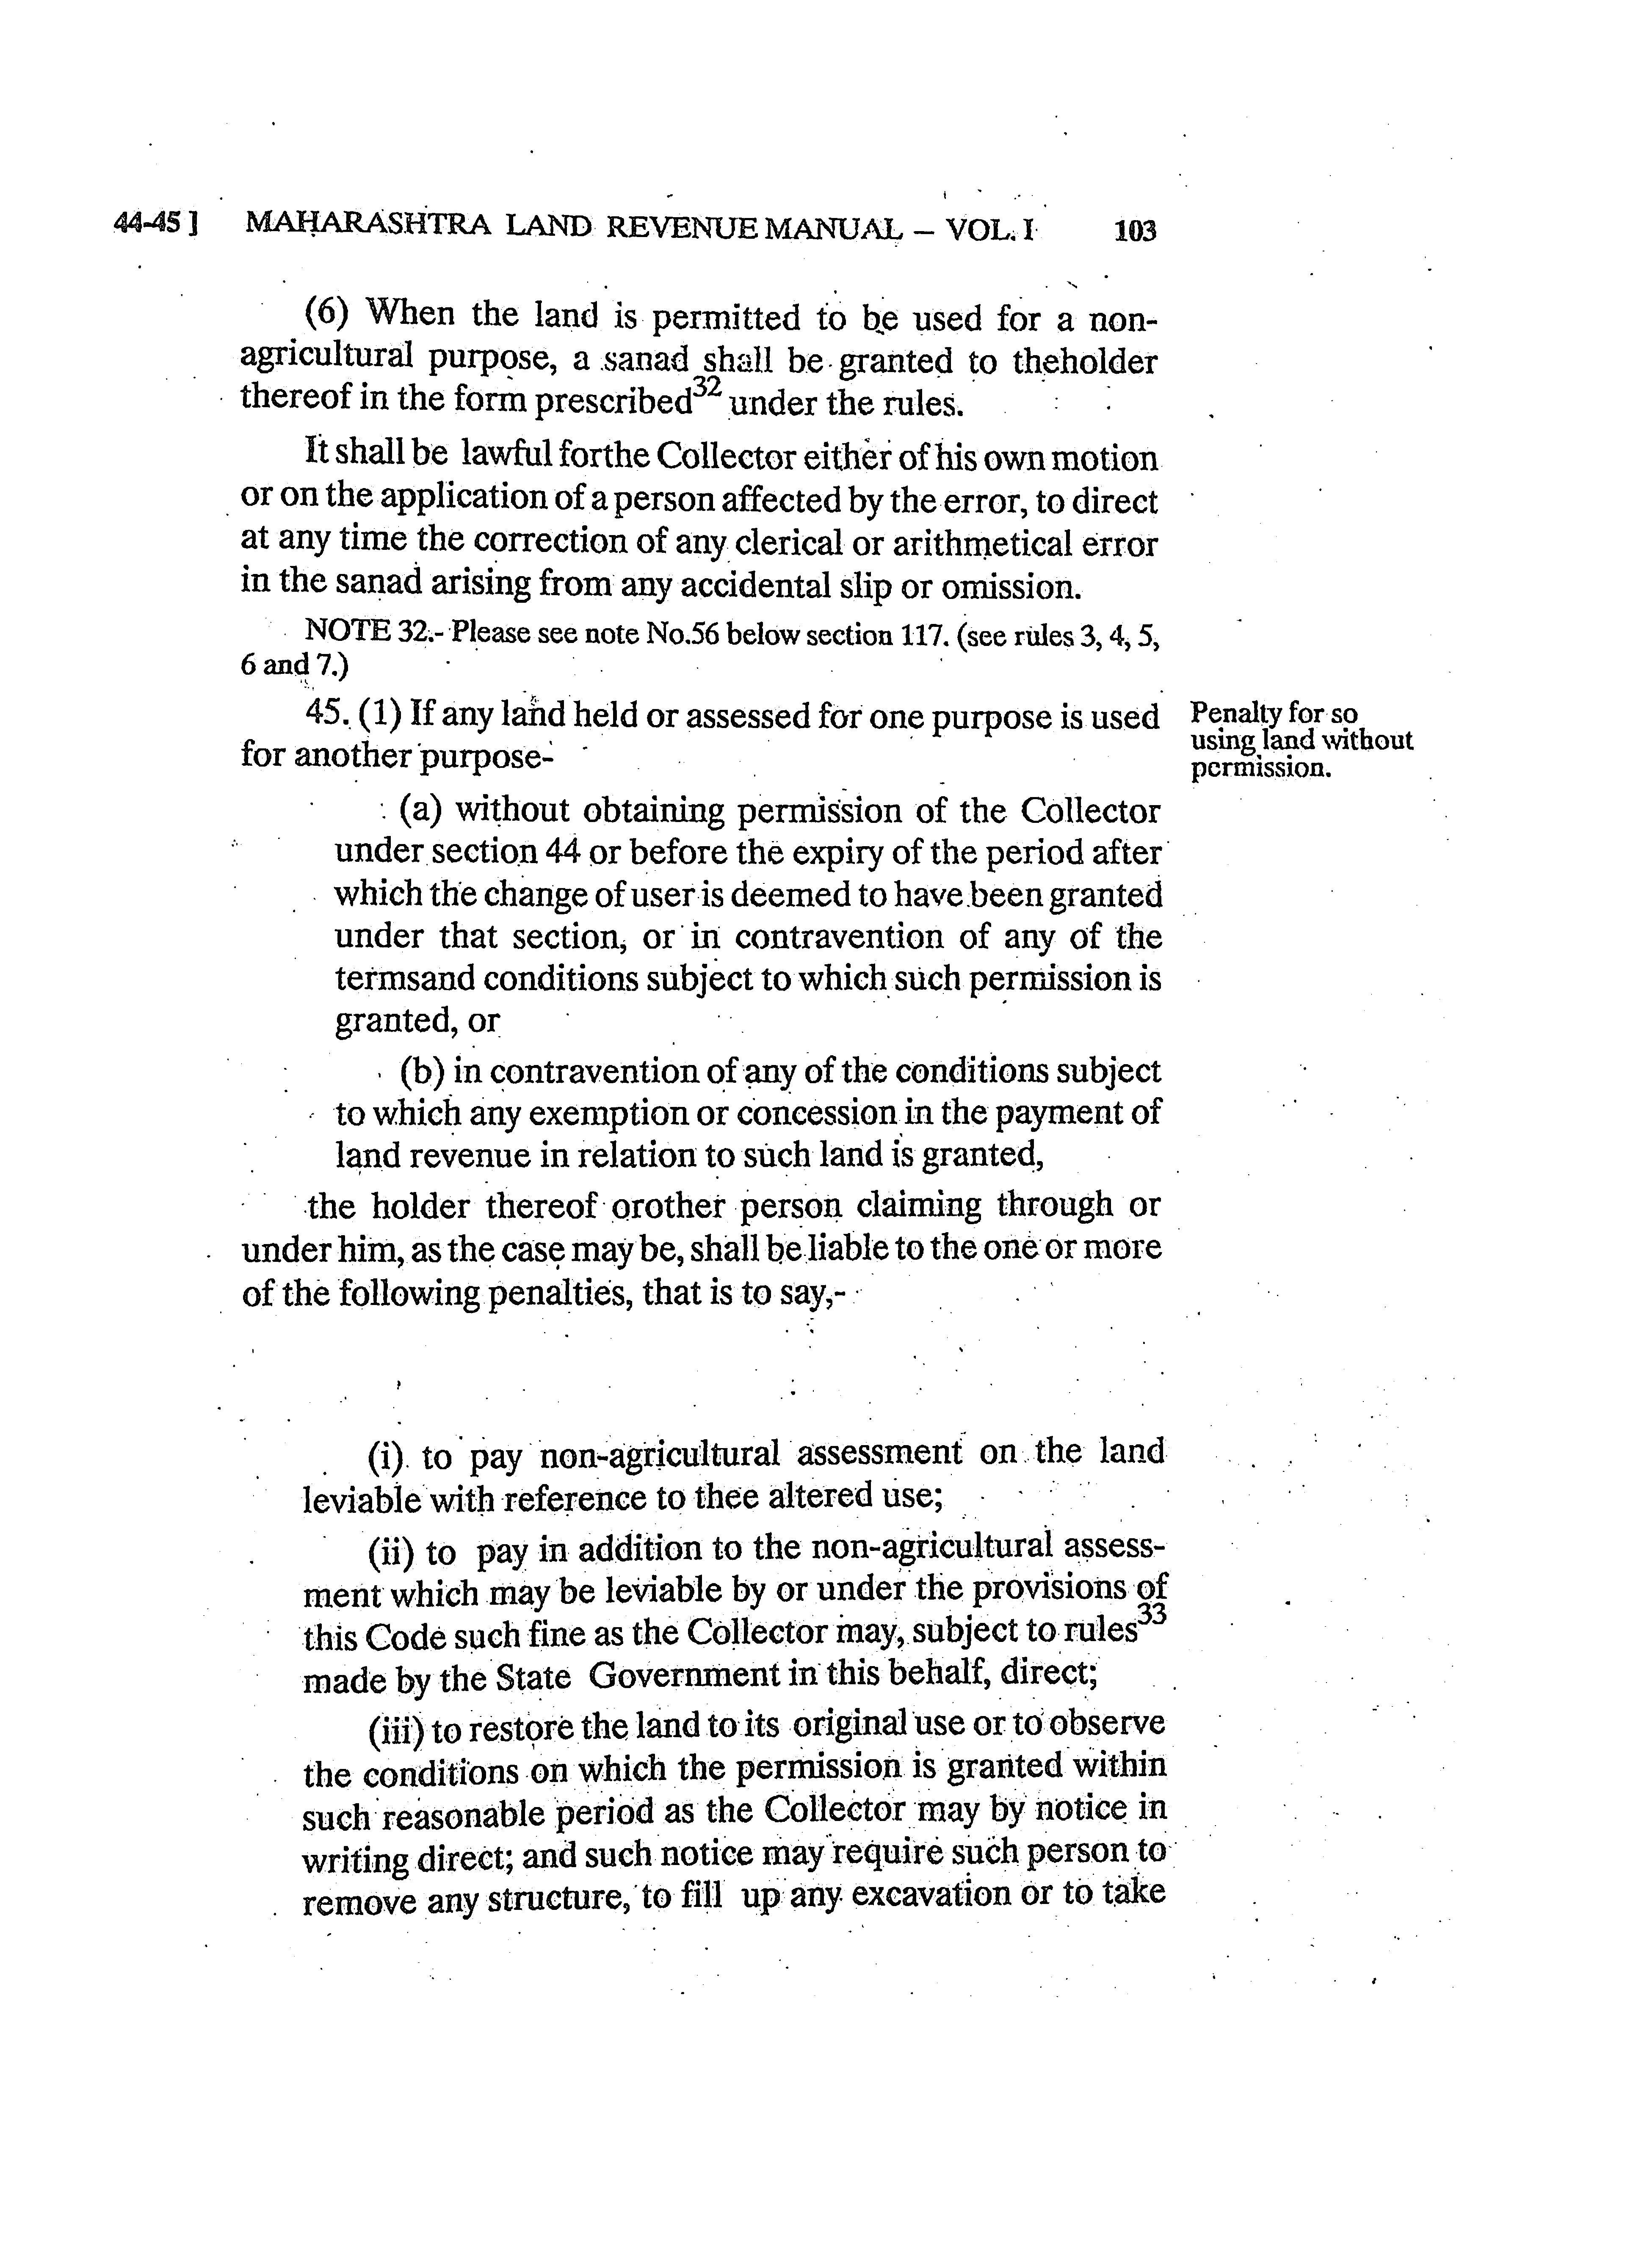 44-45 ] MAHARASHTRA LAND REVENUE MANUAL – VOL. I 103
(6) When the land is permitted to be used for a non-
agricultural purpose, a sanad shall be granted to theholder
thereof in the form prescribed32 under the rules.
It shall be lawful forthe Collector either of his own motion
or on the application of a person affected by the error, to direct
at any time the correction of any clerical or arithmetical error
in the sanad arising from any accidental slip or omission.
NOTE 32.- Please see note No.56 below section 117. (see rules 3, 4, 5,
6 and 7.)
45. (1) If any land held or assessed for one purpose is used
for another purpose-
Penalty for so
using land without
permission.
(a) without obtaining permission of the Collector
under section 44 or before the expiry of the period after
which the change of user is deemed to have been granted
under that section, or in contravention of any of the
termsand conditions subject to which such permission is
granted, or
(b) in contravention of any of the conditions subject
to which any exemption or concession in the payment of
land revenue in relation to such land is granted,
the holder thereof orother person claiming through or
under him, as the case may be, shall be liable to the one or more
of the following penalties, that is to say,-
(i) to pay non-agricultural assessment on the land
leviable with reference to thee altered use;
(ii) to pay in addition to the non-agricultural assess-
ment which may be leviable by or under the provisions of
this Code such fine as the Collector may, subject to rules33
made by the State Government in this behalf, direct;
(iii) to restore the land to its original use or to observe
the conditions on which the permission is granted within
such reasonable period as the Collector may by notice in
writing direct; and such notice may require such person to
remove any structure, to fill up any excavation or to take